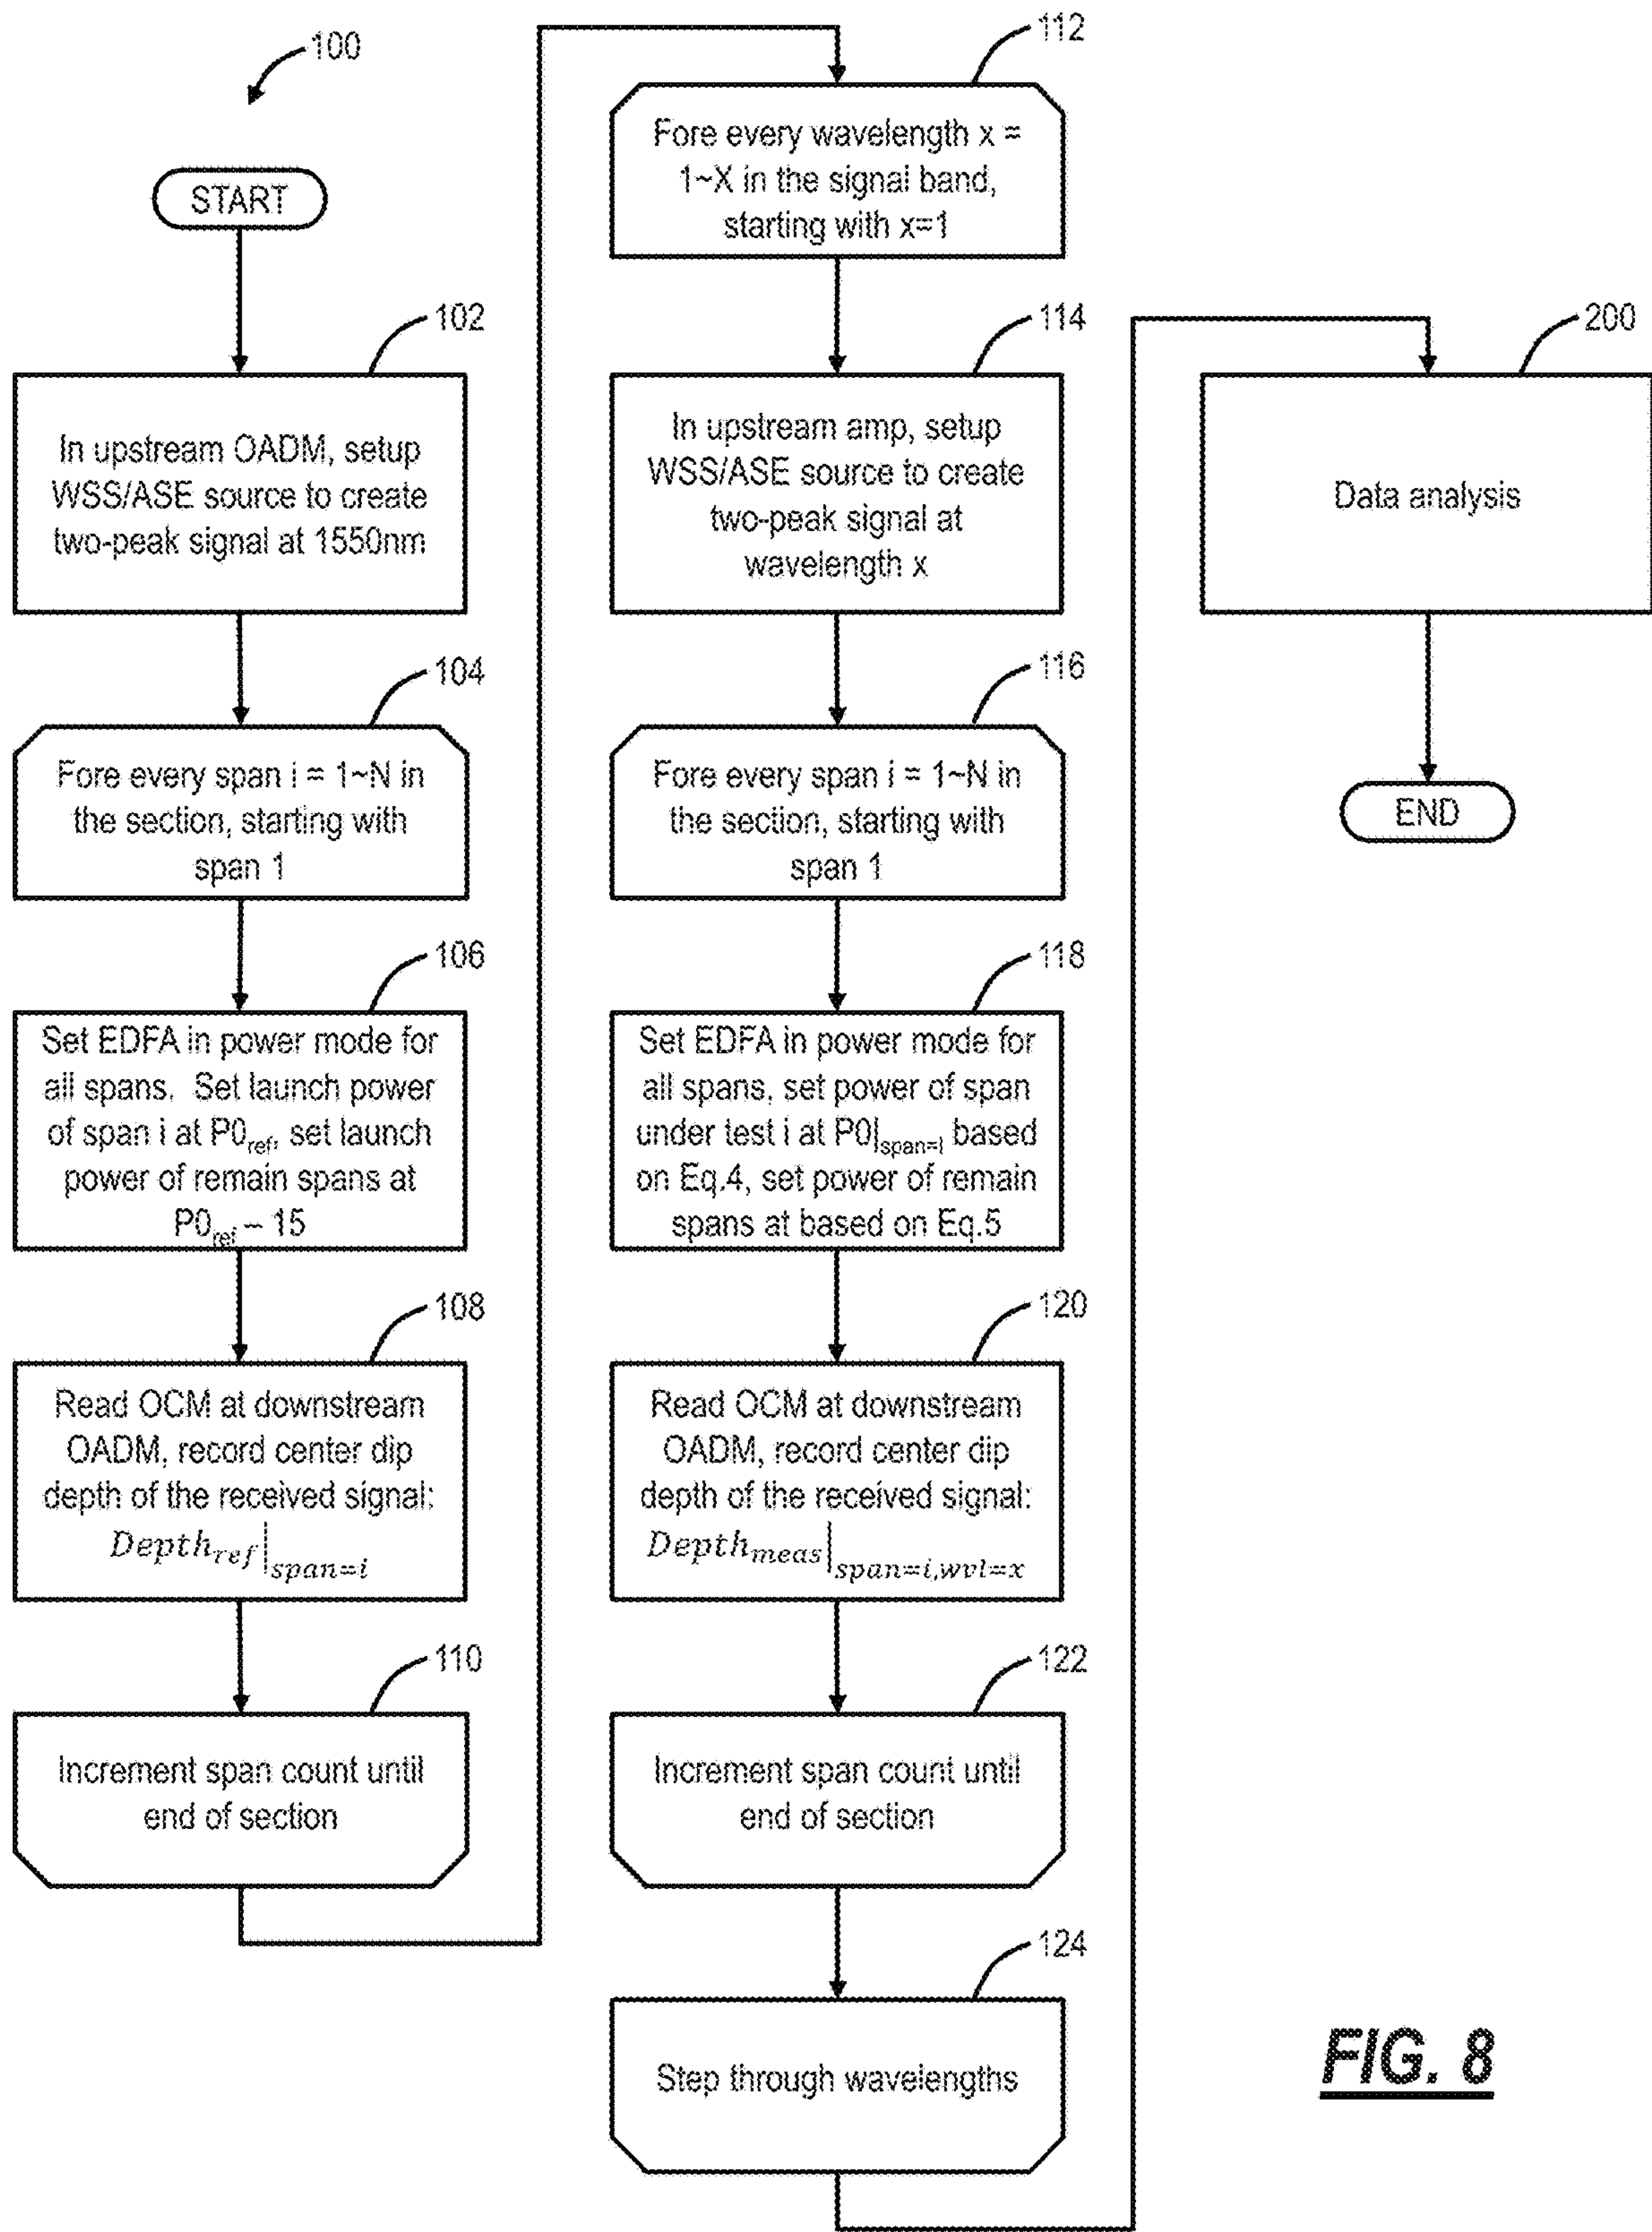 100
START
102
In upstream OADM, setup
WSS/ASE source to create
two-peak signal at 1550nm
104
Fore every span i = 1~N in
the section, starting with
span 1
106
Set EDFA in power mode for
all spans. Set launch power
of span i at P0ref, set launch
power of remain spans at
P0ref – 15
108
Read OCM at downstream
OADM, record center dip
depth of the received signal:
Depthref|span=i
110
Increment span count until
end of section
112
Fore every wavelength x =
1~X in the signal band,
starting with x=1
114
In upstream amp, setup
WSS/ASE source to create
two-peak signal at
wavelength x
116
Fore every span i = 1~N in
the section, starting with
span 1
118
Set EDFA in power mode for
all spans, set power of span
under test i at P0|span=i based
on Eq.4, set power of remain
spans at based on Eq.5
120
Read OCM at downstream
OADM, record center dip
depth of the received signal:
Depthmeas|span=i,wvl=x
122
Increment span count until
end of section
124
Step through wavelengths
200
Data analysis
END
FIG. 8